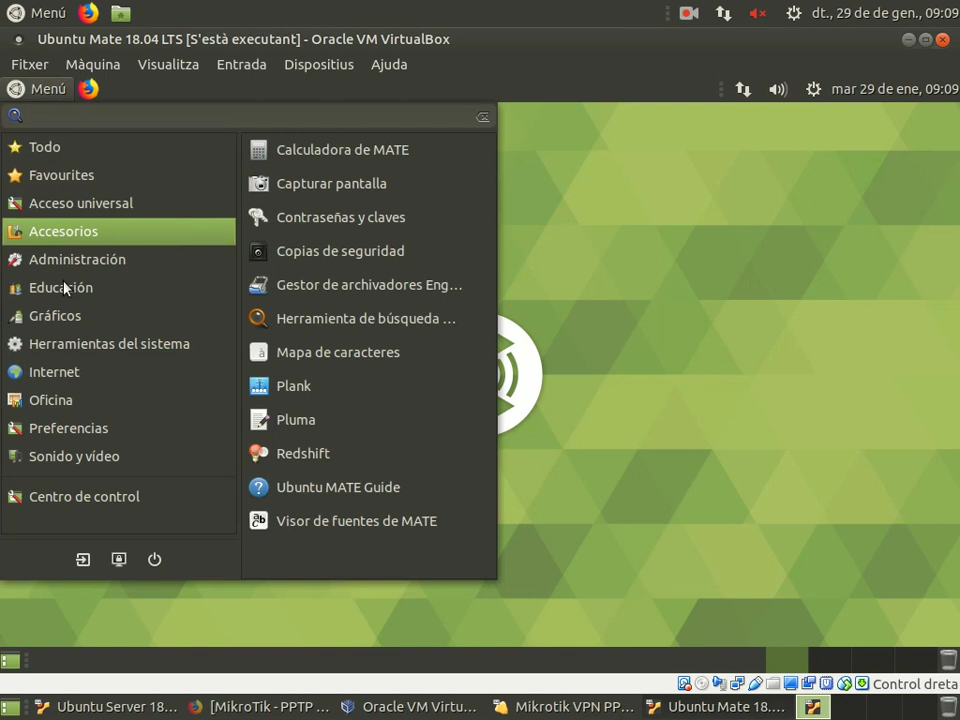 Menú
dt., 29 de de gen., 09:09
Ubuntu Mate 18.04 LTS [S'està executant] - Oracle VM VirtualBox
Fitxer Màquina Visualitza Entrada Dispositius Ajuda
Menú
mar 29 de ene, 09:09
Todo
Favourites
Acceso universal
Accesorios
Administración
Educación
Gráficos
Herramientas del sistema
Internet
Oficina
Preferencias
Sonido y vídeo
Centro de control
Calculadora de MATE
Capturar pantalla
Contraseñas y claves
Copias de seguridad
Gestor de archivadores Eng...
Herramienta de búsqueda ...
Mapa de caracteres
à
Plank
Pluma
Redshift
Ubuntu MATE Guide
Visor de fuentes de MATE
Control dreta
Ubuntu Server 18... [MikroTik - PPTP ... Oracle VM Virtu... Mikrotik VPN PP... Ubuntu Mate 18....